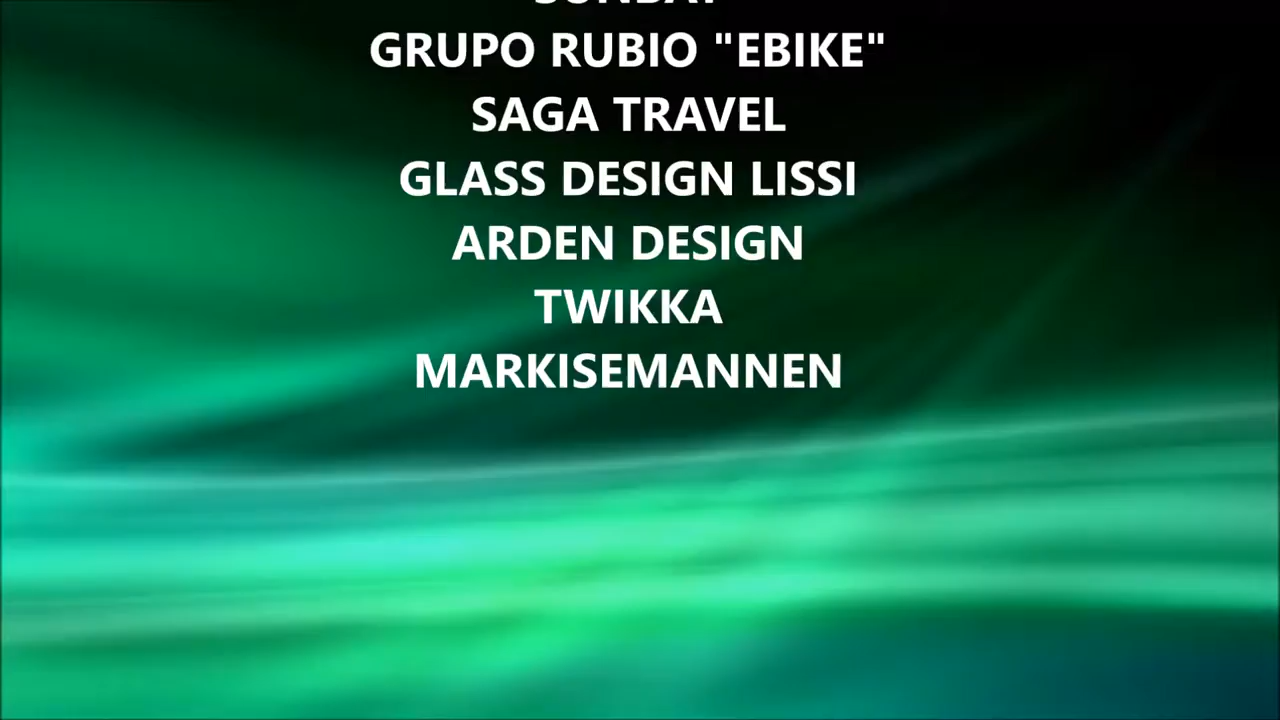 GRUPO RUBIO "EBIKE"
SAGA TRAVEL
GLASS DESIGN LISSI
ARDEN DESIGN
TWIKKA
MARKISEMANNEN